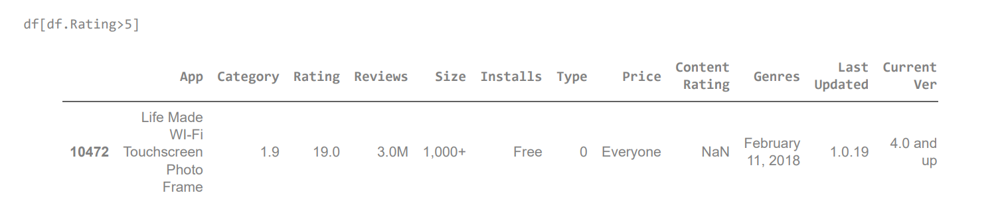 df[df.Rating>5]
Content Last Current
App Category Rating Reviews Size Installs Type Price Genres
Rating Updated Ver
Life Made
WI-Fi
10472 Touchscreen 1.9 19.0 3.0M 1,000+ Free 0 Everyone NaN February 11, 2018 1.0.19 4.0 and up
Photo
Frame